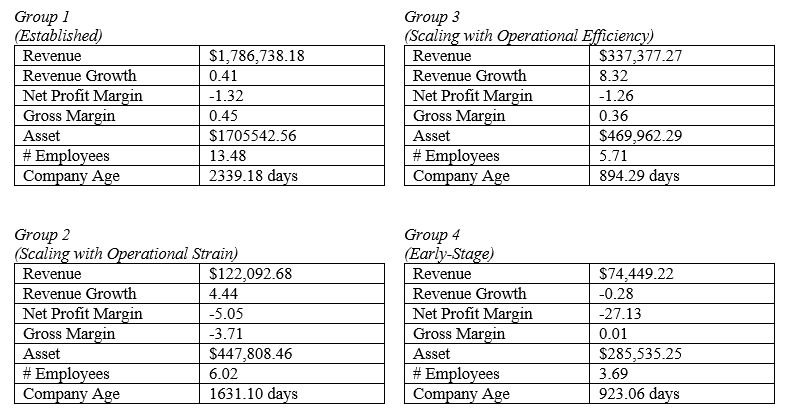 Group 1
(Established)
Revenue $1,786,738.18
Revenue Growth 0.41
Net Profit Margin -1.32
Gross Margin 0.45
Asset $1705542.56
# Employees 13.48
Company Age 2339.18 days
Group 3
(Scaling with Operational Efficiency)
Revenue $337,377.27
Revenue Growth 8.32
Net Profit Margin -1.26
Gross Margin 0.36
Asset $469,962.29
# Employees 5.71
Company Age 894.29 days
Group 2
(Scaling with Operational Strain)
Revenue $122,092.68
Revenue Growth 4.44
Net Profit Margin -5.05
Gross Margin -3.71
Asset $447,808.46
# Employees 6.02
Company Age 1631.10 days
Group 4
(Early-Stage)
Revenue $74,449.22
Revenue Growth -0.28
Net Profit Margin -27.13
Gross Margin 0.01
Asset $285,535.25
# Employees 3.69
Company Age 923.06 days